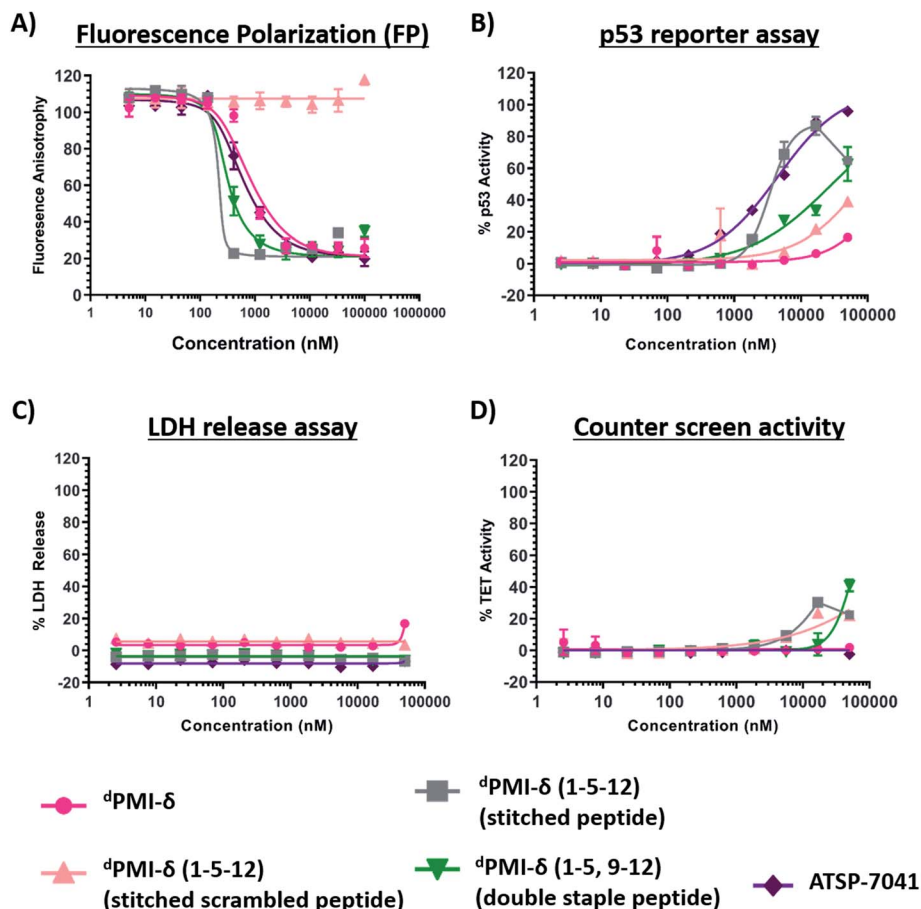 A)
Fluorescence Polarization (FP)
Fluorescence Anisotropy
120
100
80
60
40
20
0
1
10
100
1000
10000
100000
1000000
Concentration (nM)
B)
p53 reporter assay
% p53 Activity
120
100
80
60
40
20
0
-20
1
10
100
1000
10000
100000
Concentration (nM)
C)
LDH release assay
% LDH Release
120
100
80
60
40
20
0
-20
1
10
100
1000
10000
100000
Concentration (nM)
D)
Counter screen activity
% TET Activity
120
100
80
60
40
20
0
-20
1
10
100
1000
10000
100000
Concentration (nM)
ᵈPMI-δ
ᵈPMI-δ (1-5-12)
(stitched peptide)
ᵈPMI-δ (1-5-12)
(stitched scrambled peptide)
ᵈPMI-δ (1-5, 9-12)
(double staple peptide)
ATSP-7041